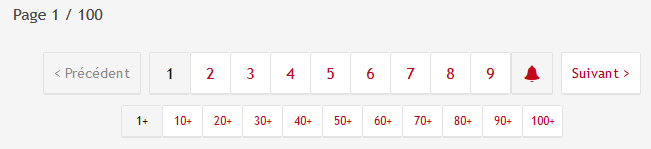 Page 1 / 100
< Précédent 1 2 3 4 5 6 7 8 9 Suivant >
1+ 10+ 20+ 30+ 40+ 50+ 60+ 70+ 80+ 90+ 100+